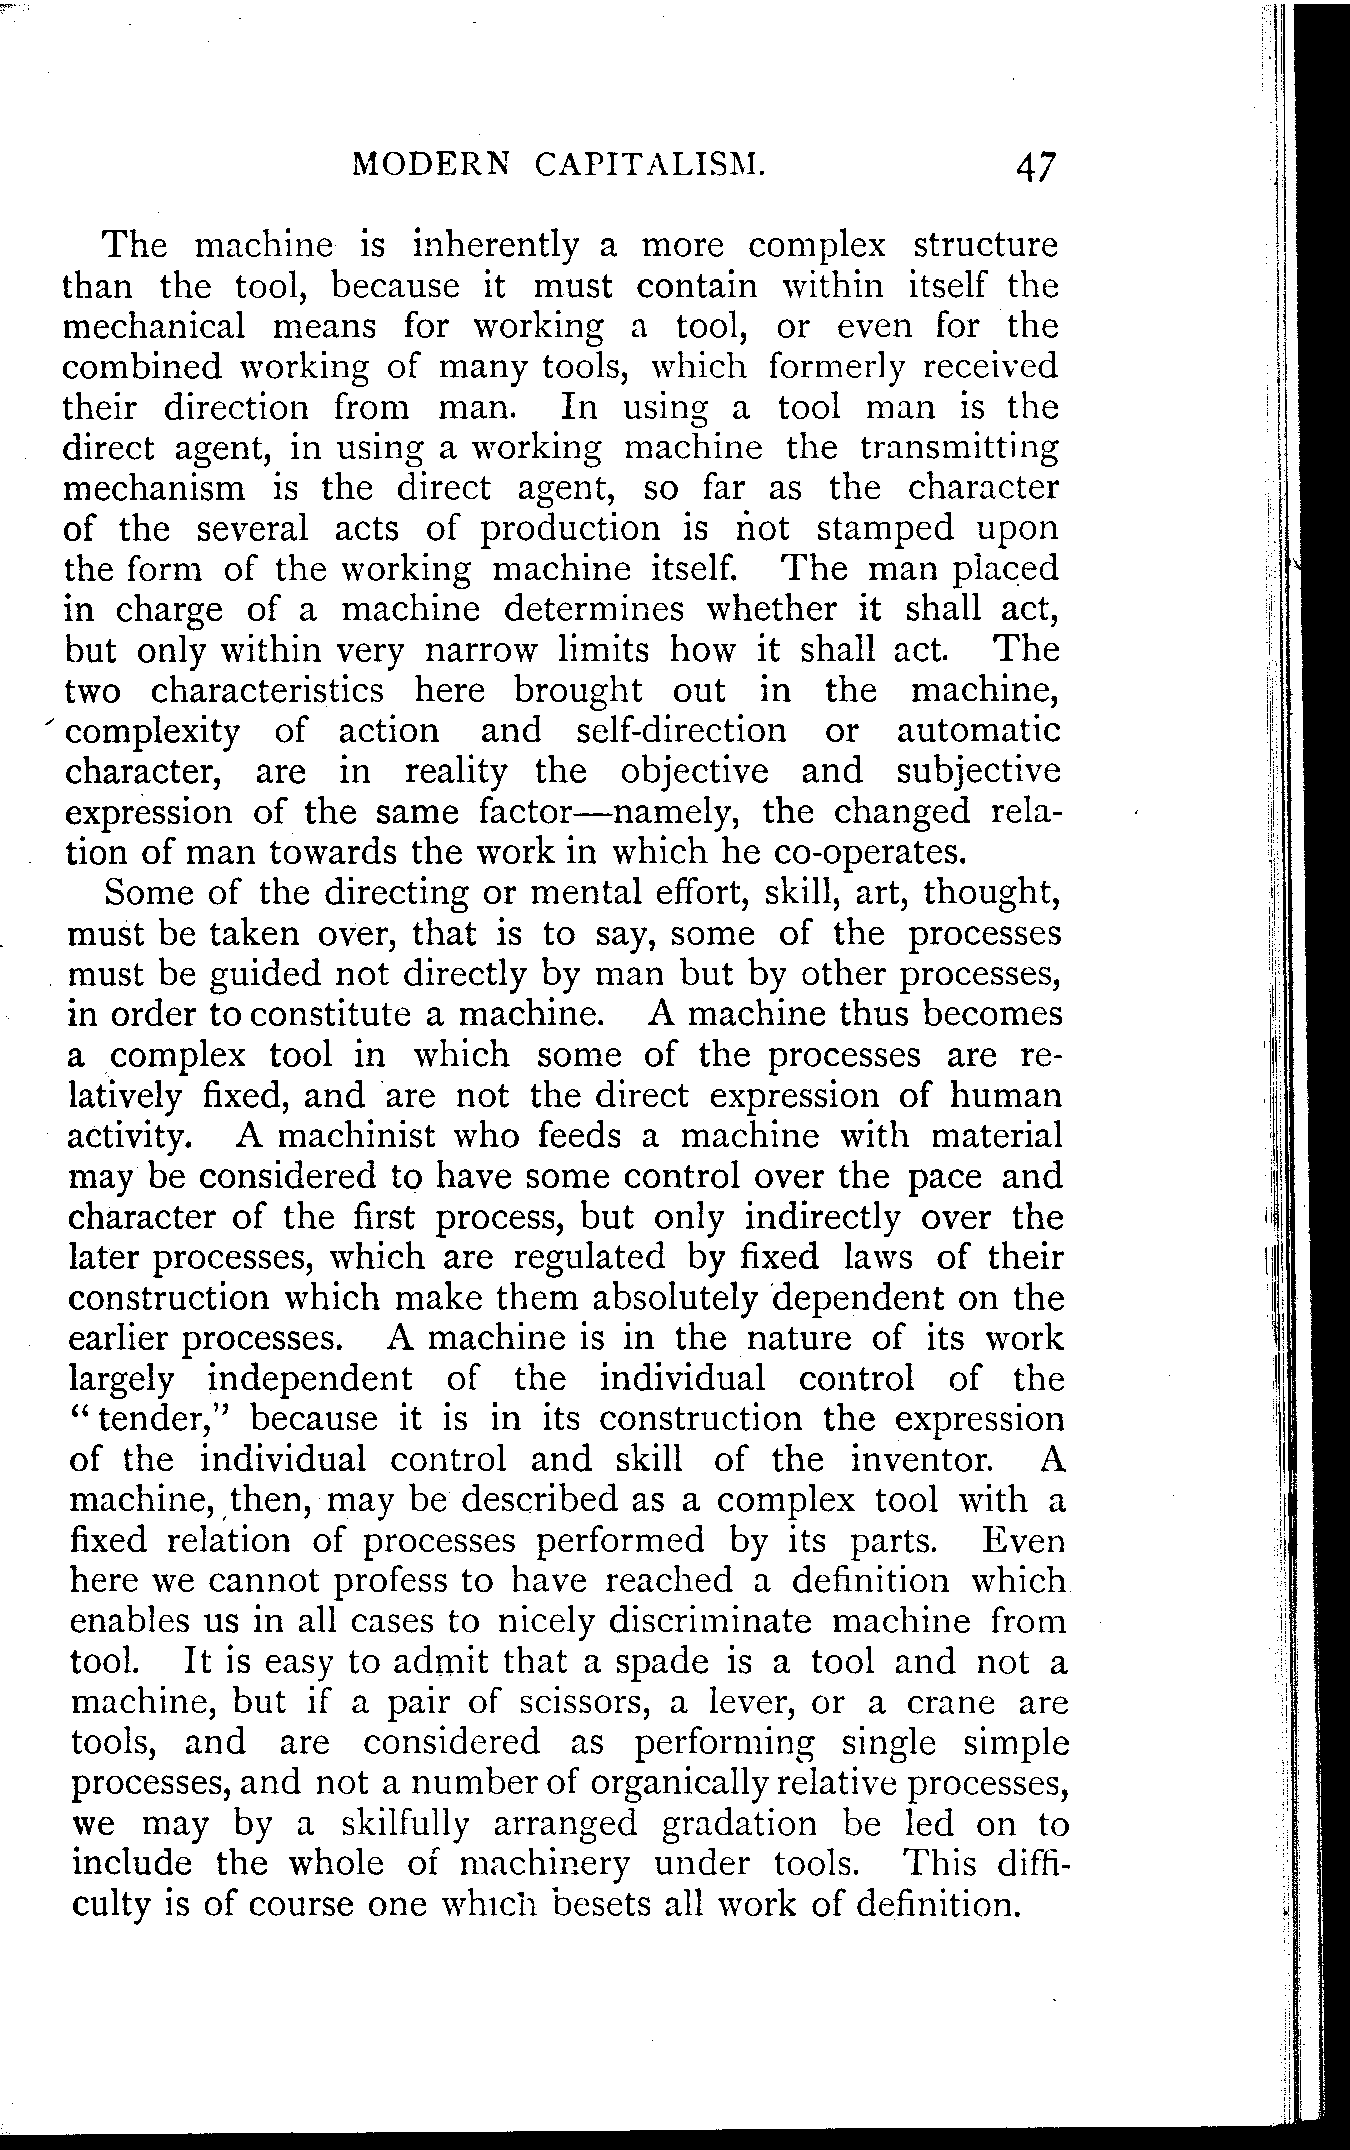 MODERN CAPITALISM. 47
The machine is inherently a more complex structure
than the tool, because it must contain within itself the
mechanical means for working a tool, or even for the
combined working of many tools, which formerly received
their direction from man. In using a tool man is the
direct agent, in using a working machine the transmitting
mechanism is the direct agent, so far as the character
of the several acts of production is not stamped upon
the form of the working machine itself. The man placed
in charge of a machine determines whether it shall act,
but only within very narrow limits how it shall act. The
two characteristics here brought out in the machine,
complexity of action and self-direction or automatic
character, are in reality the objective and subjective
expression of the same factor—namely, the changed rela-
tion of man towards the work in which he co-operates.
Some of the directing or mental effort, skill, art, thought,
must be taken over, that is to say, some of the processes
must be guided not directly by man but by other processes,
in order to constitute a machine. A machine thus becomes
a complex tool in which some of the processes are re-
latively fixed, and are not the direct expression of human
activity. A machinist who feeds a machine with material
may be considered to have some control over the pace and
character of the first process, but only indirectly over the
later processes, which are regulated by fixed laws of their
construction which make them absolutely dependent on the
earlier processes. A machine is in the nature of its work
largely independent of the individual control of the
"tender," because it is in its construction the expression
of the individual control and skill of the inventor. A
machine, then, may be described as a complex tool with a
fixed relation of processes performed by its parts. Even
here we cannot profess to have reached a definition which
enables us in all cases to nicely discriminate machine from
tool. It is easy to admit that a spade is a tool and not a
machine, but if a pair of scissors, a lever, or a crane are
tools, and are considered as performing single simple
processes, and not a number of organically relative processes,
we may by a skilfully arranged gradation be led on to
include the whole of machinery under tools. This diffi-
culty is of course one which besets all work of definition.